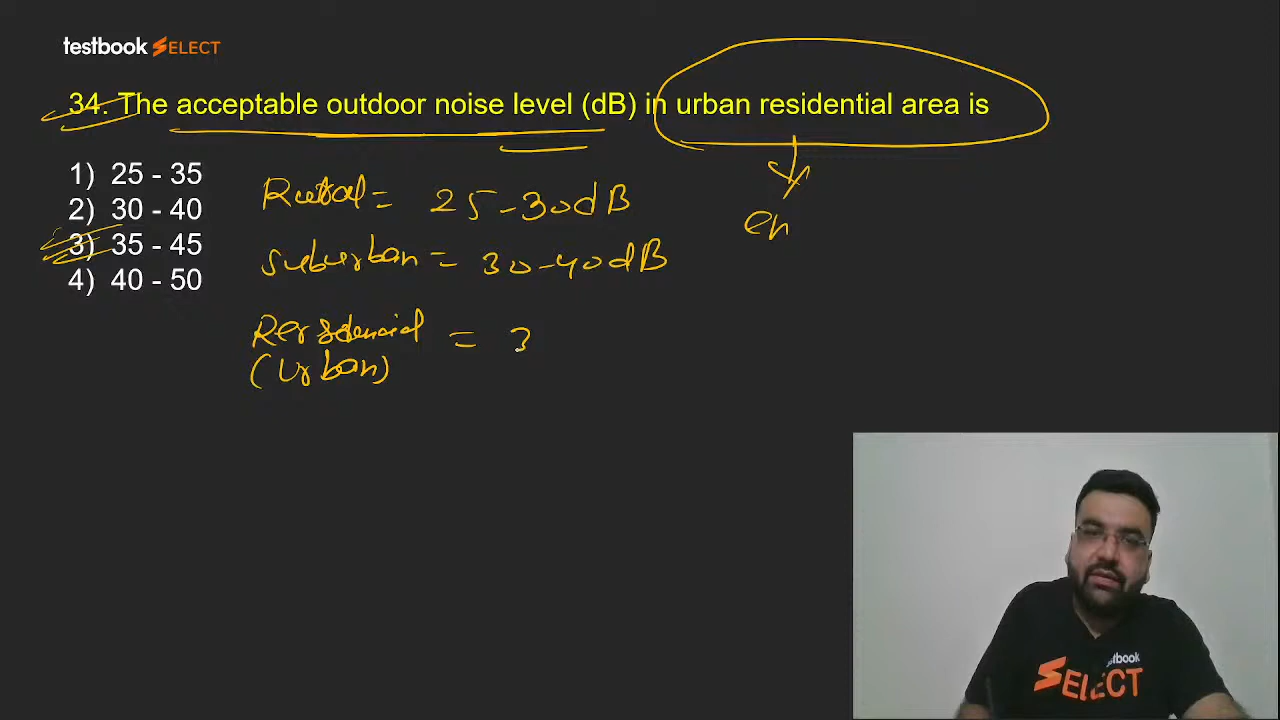 testbook SELECT
34. The acceptable outdoor noise level (dB) in urban residential area is
1) 25 - 35
2) 30 - 40
3) 35 - 45
4) 40 - 50
Rural = 25-30dB
suburban = 30-40dB
= 3
(Urban)
en
testbook
SELECT